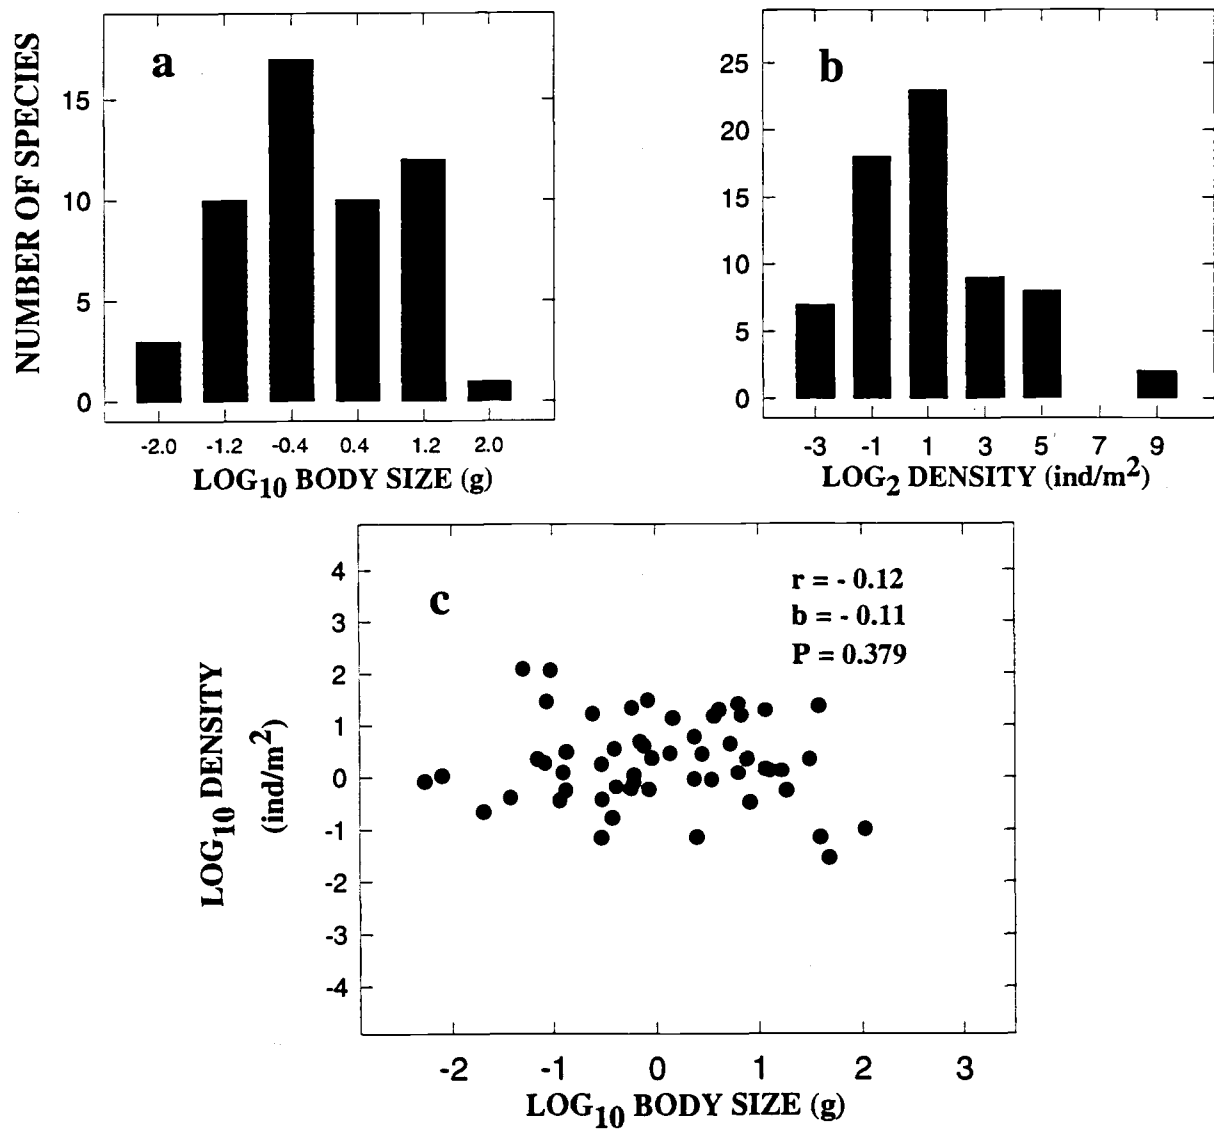 a
NUMBER OF SPECIES
15
10
5
0
-2.0 -1.2 -0.4 0.4 1.2 2.0
LOG10 BODY SIZE (g)
b
25
20
15
10
5
0
-3 -1 1 3 5 7 9
LOG2 DENSITY (ind/m2)
c
r = - 0.12
b = - 0.11
P = 0.379
LOG10 DENSITY
(ind/m2)
4
3
2
1
0
-1
-2
-3
-4
-2 -1 0 1 2 3
LOG10 BODY SIZE (g)